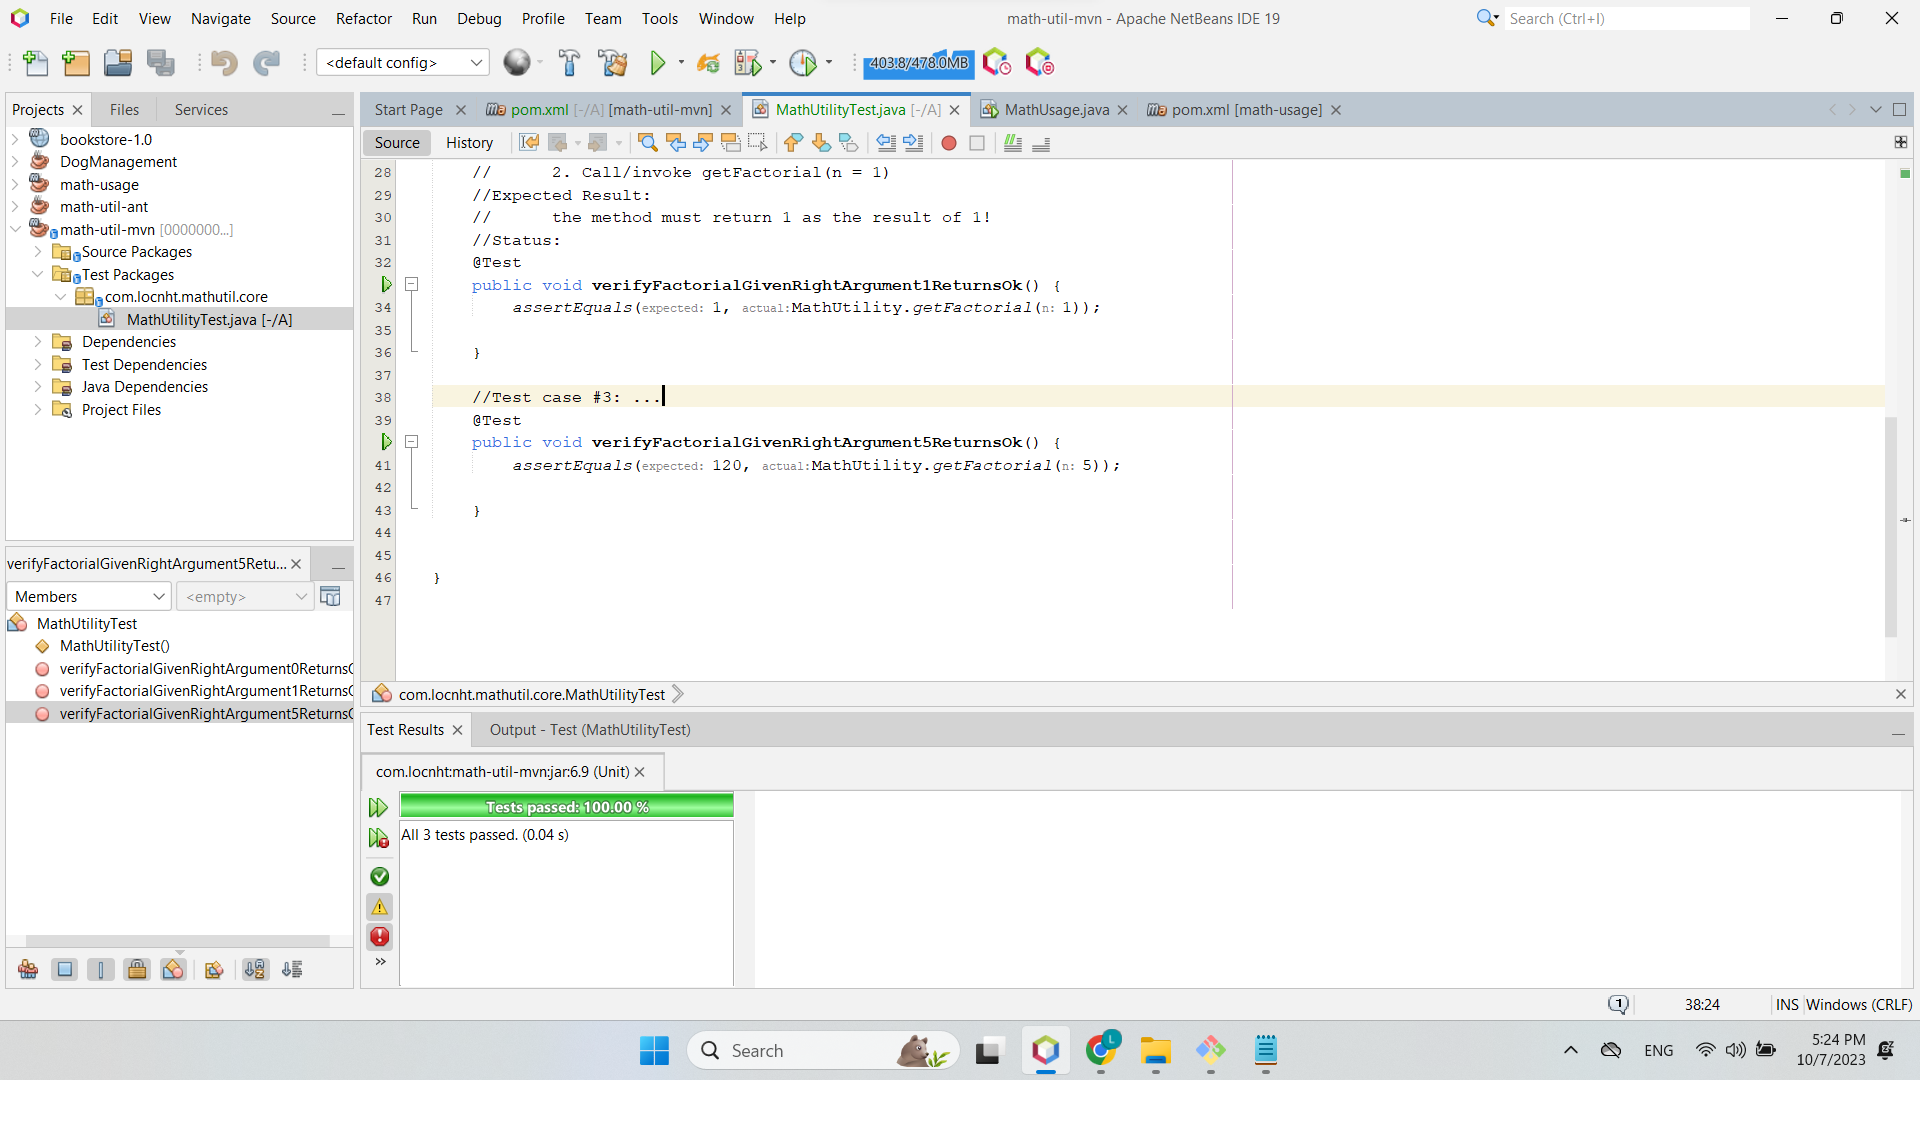 File Edit View Navigate Source Refactor Run Debug Profile Team Tools Window Help
math-util-mvn - Apache NetBeans IDE 19
Search (Ctrl+I)
<default config>
403.8/478.0MB
Projects
Files
Services
bookstore-1.0
DogManagement
math-usage
math-util-ant
math-util-mvn [0000000...]
Source Packages
Test Packages
com.locnht.mathutil.core
MathUtilityTest.java [-/A]
Dependencies
Test Dependencies
Java Dependencies
Project Files
verifyFactorialGivenRightArgument5Retu...
Members
<empty>
MathUtilityTest
MathUtilityTest()
verifyFactorialGivenRightArgument0Returns
verifyFactorialGivenRightArgument1Returns
verifyFactorialGivenRightArgument5Returns
Start Page
pom.xml [-/A] [math-util-mvn]
MathUtilityTest.java [-/A]
MathUsage.java
pom.xml [math-usage]
Source
History
28 // 2. Call/invoke getFactorial(n = 1)
29 //Expected Result:
30 // the method must return 1 as the result of 1!
31 //Status:
32 @Test
public void verifyFactorialGivenRightArgument1ReturnsOk() {
34 assertEquals(expected: 1, actual:MathUtility.getFactorial(n: 1));
35
36 }
37
38 //Test case #3: ...
39 @Test
public void verifyFactorialGivenRightArgument5ReturnsOk() {
41 assertEquals(expected: 120, actual:MathUtility.getFactorial(n: 5));
42
43 }
44
45
46 }
47
com.locnht.mathutil.core.MathUtilityTest
Test Results
Output - Test (MathUtilityTest)
com.locnht:math-util-mvn:jar:6.9 (Unit)
Tests passed: 100.00 %
All 3 tests passed. (0.04 s)
1
38:24
INS
Windows (CRLF)
Search
L
ENG
5:24 PM
10/7/2023